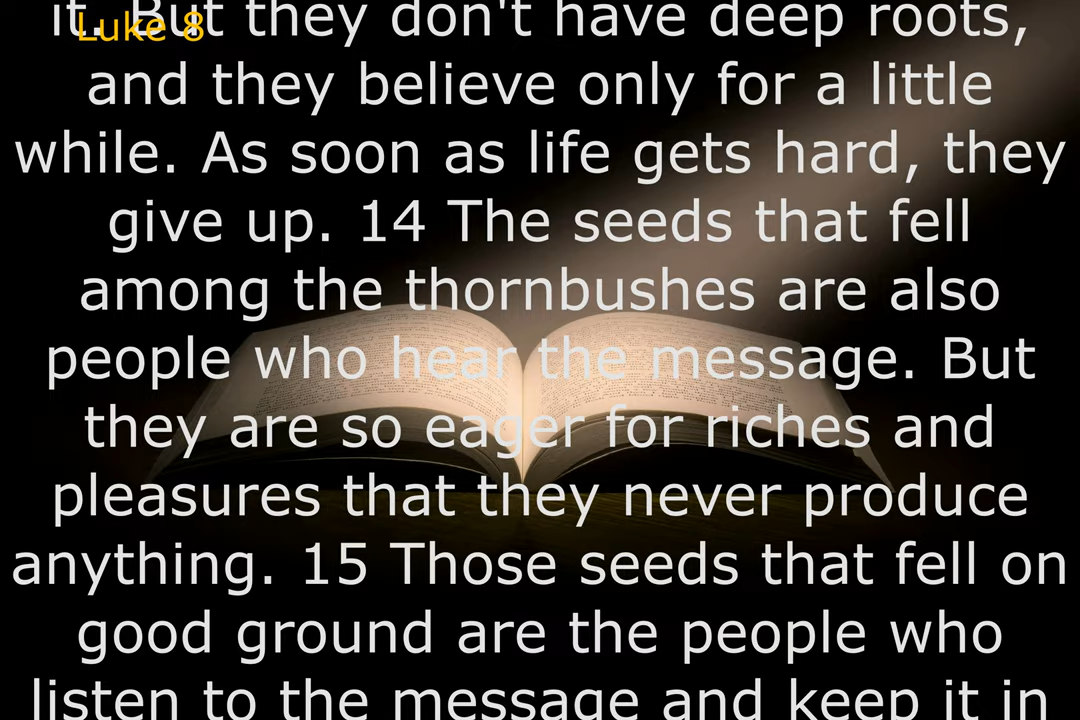 Luke 8
it. But they don't have deep roots,
and they believe only for a little
while. As soon as life gets hard, they
give up. 14 The seeds that fell
among the thornbushes are also
people who hear the message. But
they are so eager for riches and
pleasures that they never produce
anything. 15 Those seeds that fell on
good ground are the people who
listen to the message and keep it in